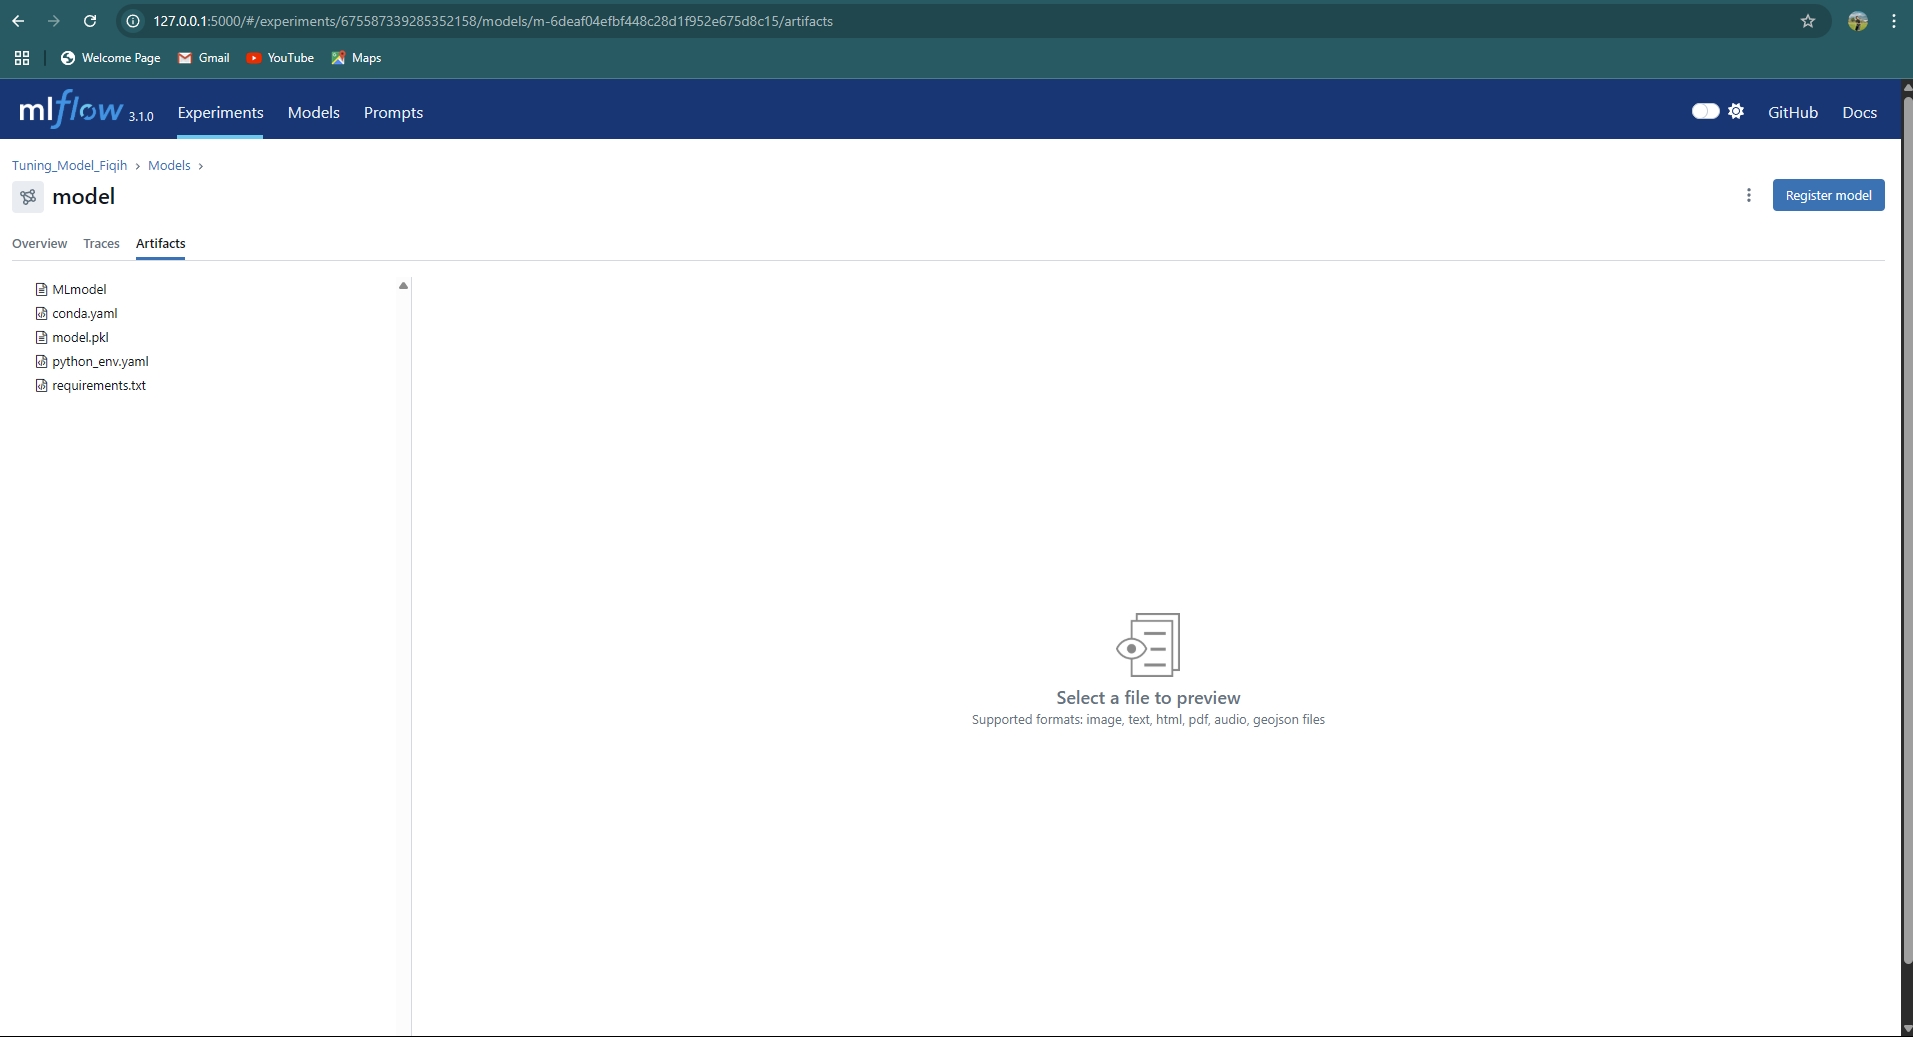 127.0.0.1:5000/#/experiments/675587339285352158/models/m-6deaf04efbf448c28d1f952e675d8c15/artifacts
Welcome Page Gmail YouTube Maps
mlflow 3.1.0 Experiments Models Prompts GitHub Docs
Tuning_Model_Fiqih › Models ›
model Register model
Overview Traces Artifacts
MLmodel
conda.yaml
model.pkl
python_env.yaml
requirements.txt
Select a file to preview
Supported formats: image, text, html, pdf, audio, geojson files